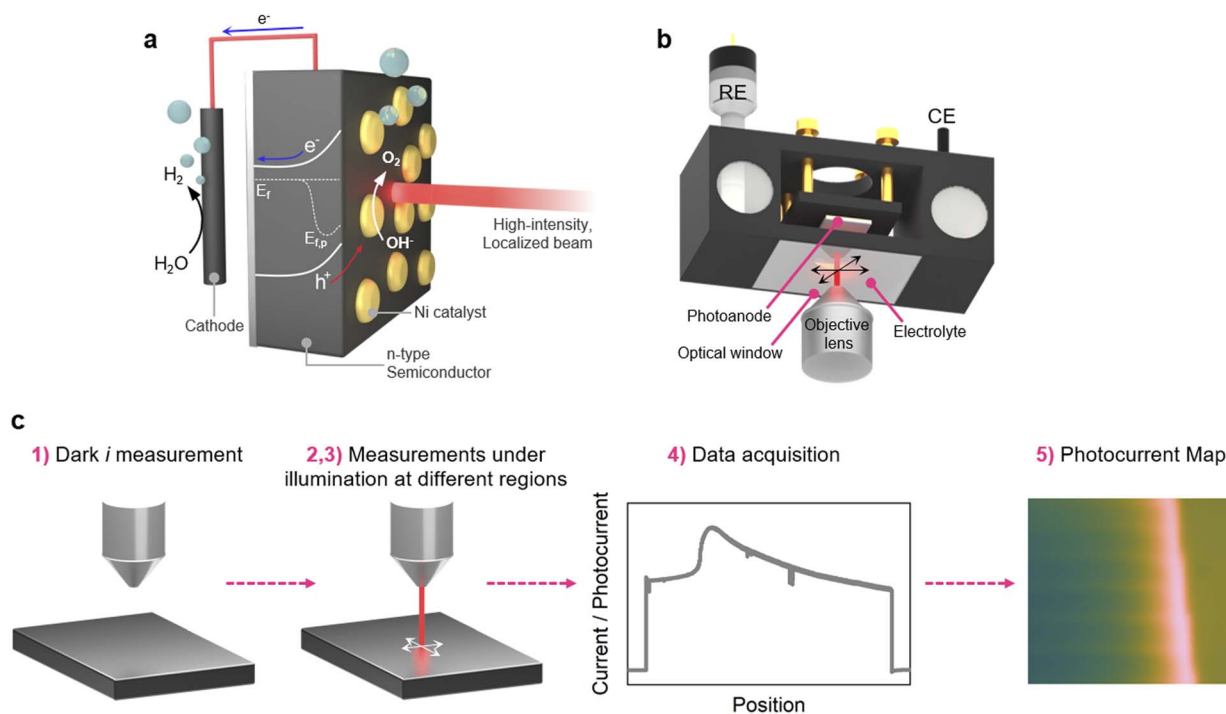 a
e⁻
H₂
H₂O
Cathode
e⁻
E_f
E_f,p
h⁺
O₂
OH⁻
High-intensity,
Localized beam
Ni catalyst
n-type
Semiconductor
b
RE
CE
Photoanode
Optical window
Objective
lens
Electrolyte
c
1) Dark i measurement
2,3) Measurements under
illumination at different regions
4) Data acquisition
Current / Photocurrent
Position
5) Photocurrent Map